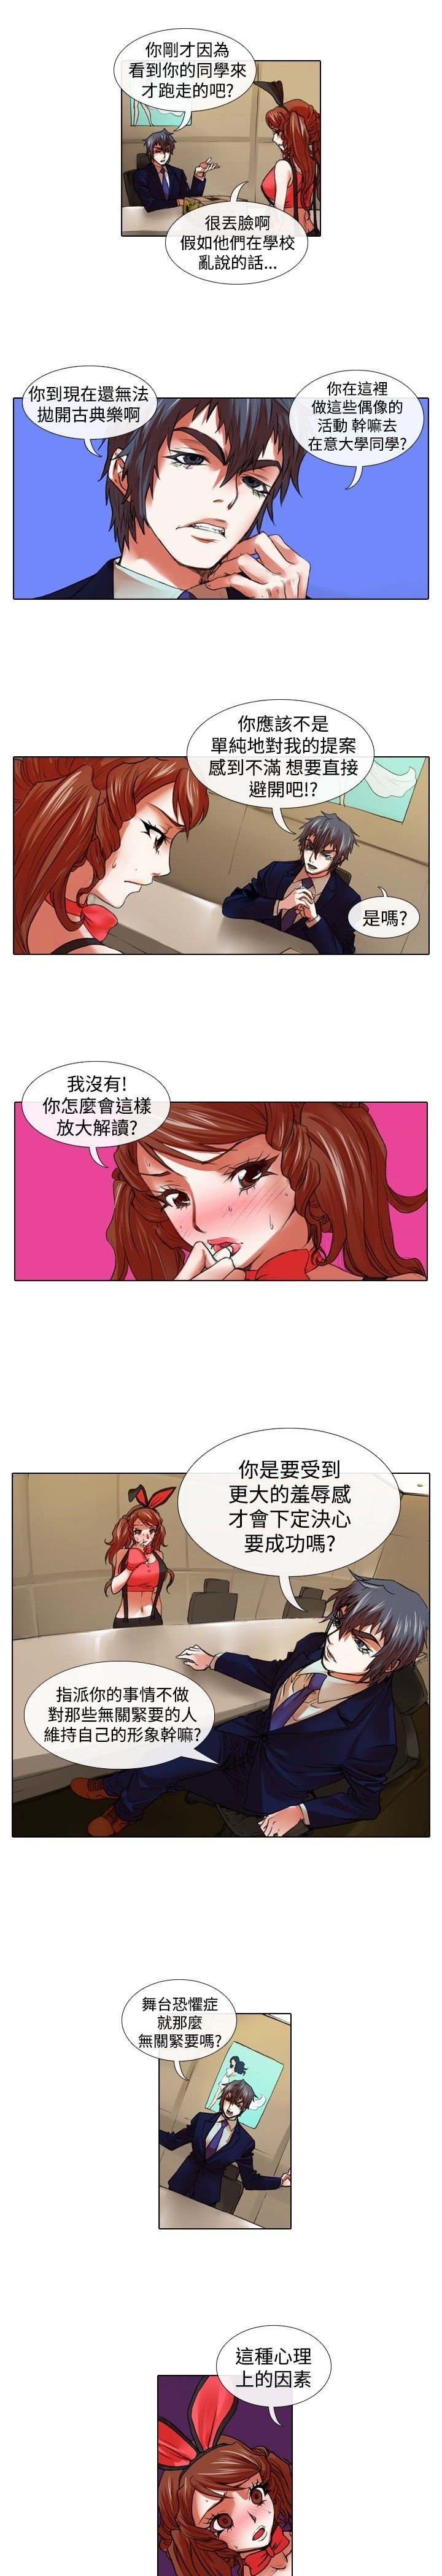 你剛才因為
看到你的同學來
才跑走的吧?
很丟臉啊
假如他們在學校
亂說的話...
你到現在還無法
拋開古典樂啊
你在這裡
做這些偶像的
活動 幹嘛去
在意大學同學?
你應該不是
單純地對我的提案
感到不滿 想要直接
避開吧!?
是嗎?
我沒有!
你怎麼會這樣
放大解讀?
你是要受到
更大的羞辱感
才會下定決心
要成功嗎?
指派你的事情不做
對那些無關緊要的人
維持自己的形象幹嘛?
舞台恐懼症
就那麼
無關緊要嗎?
這種心理
上的因素